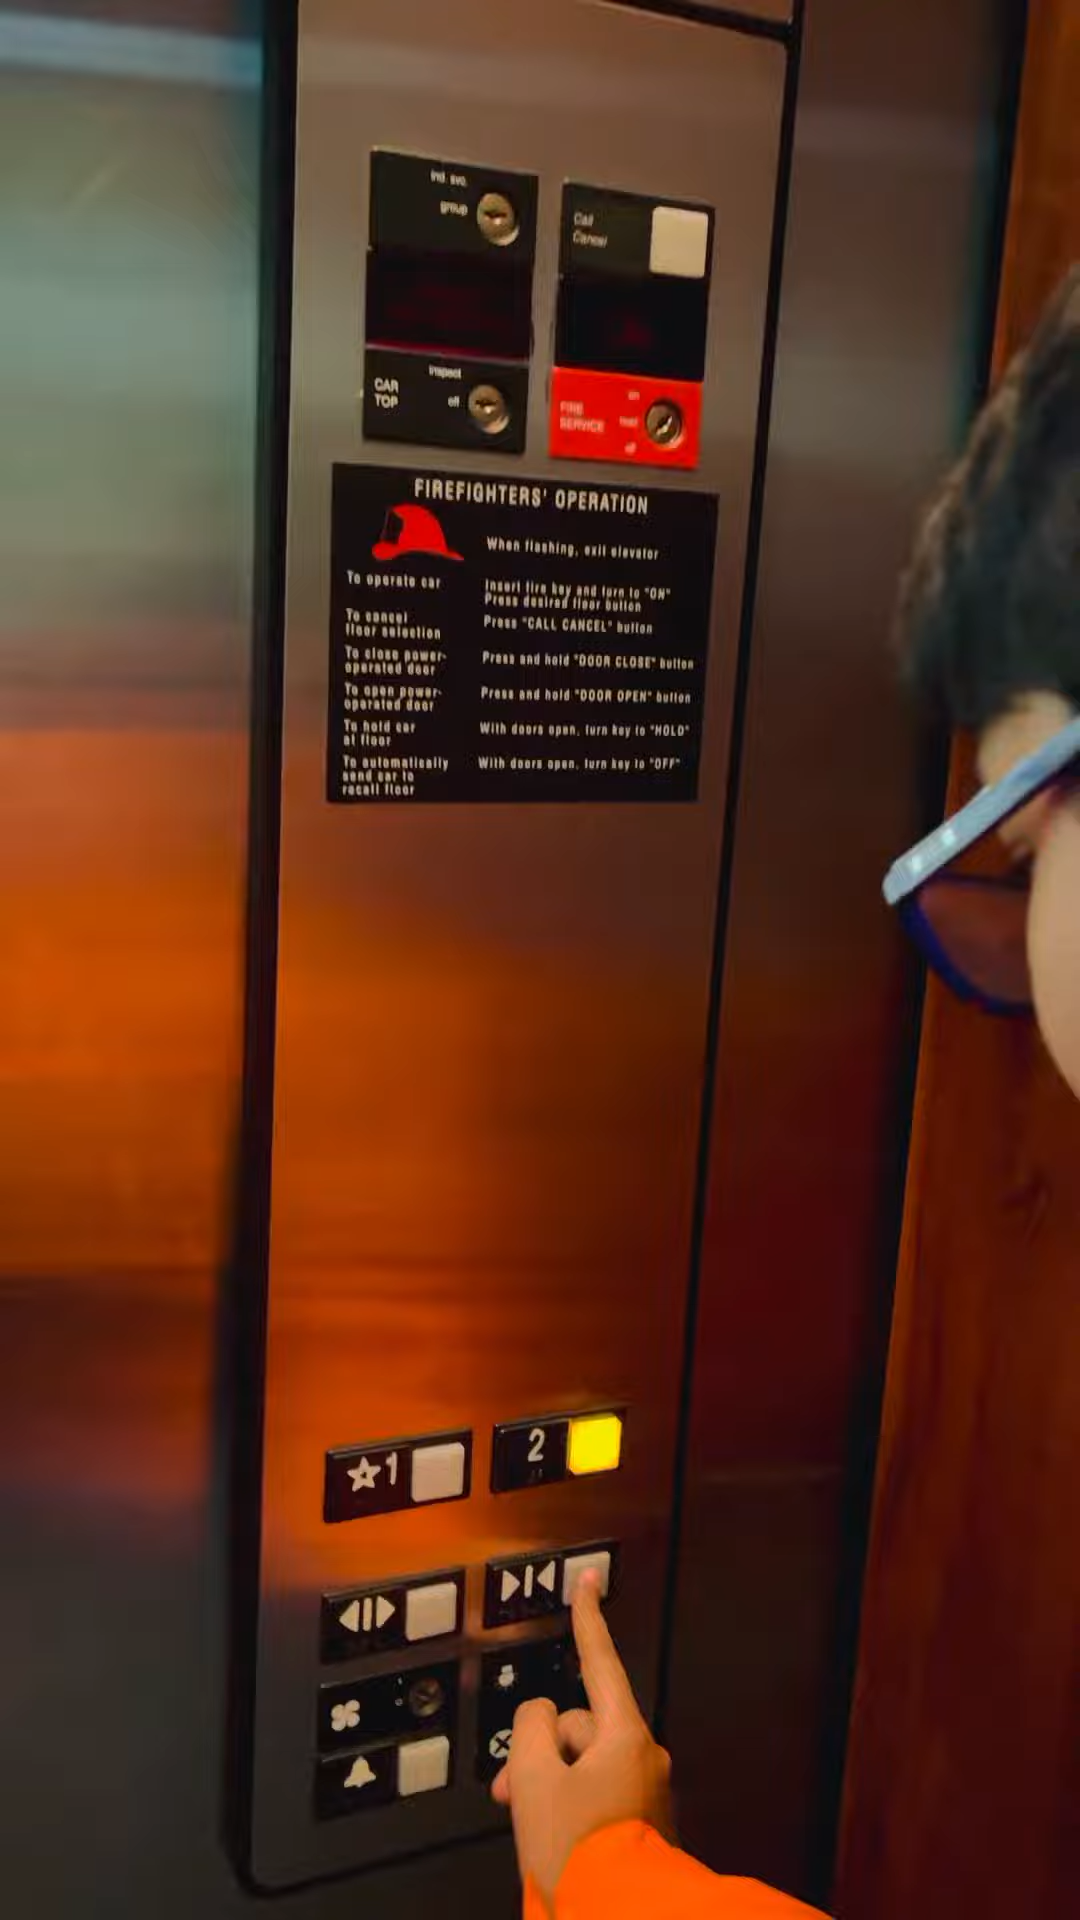 Ind. svc.
group
Call
Cancel
inspect
CAR
TOP
off
on
FIRE
SERVICE
hold
off
FIREFIGHTERS' OPERATION
When flashing, exit elevator
To operate car
Insert fire key and turn to "ON"
Press desired floor button
To cancel
floor selection
Press "CALL CANCEL" button
To close power-
operated door
Press and hold "DOOR CLOSE" button
To open power-
operated door
Press and hold "DOOR OPEN" button
To hold car
at floor
With doors open, turn key to "HOLD"
To automatically
send car to
recall floor
With doors open, turn key to "OFF"
★1
2